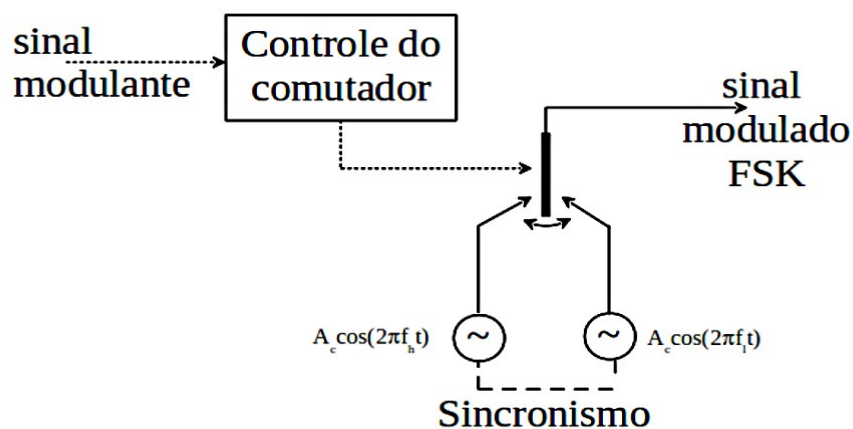 sinal
modulante
Controle do
comutador
sinal
modulado
FSK
A_c cos(2πf_h t)
A_c cos(2πf_l t)
Sincronismo